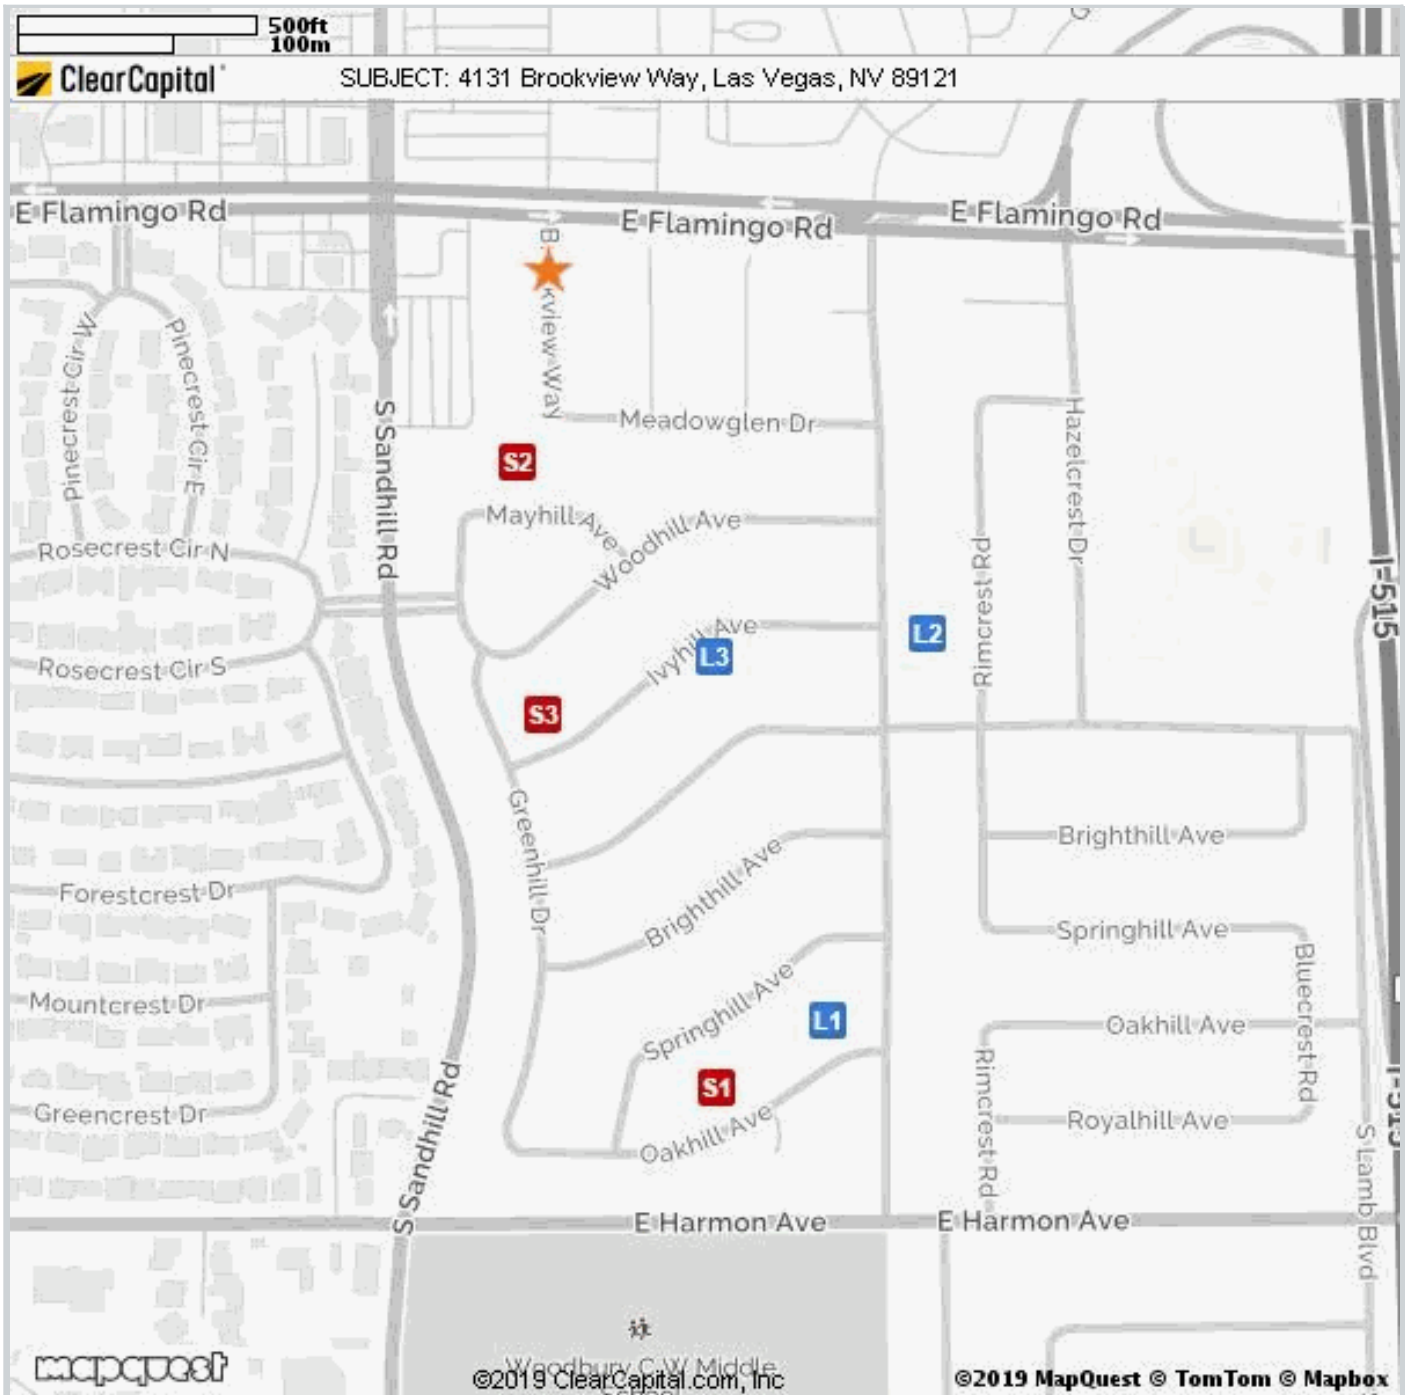 500ft
100m
ClearCapital
SUBJECT: 4131 Brookview Way, Las Vegas, NV 89121
E Flamingo Rd
E Flamingo Rd
E Flamingo Rd
B
kview Way
Pinecrest Cir W
Pinecrest Cir E
S Sandhill Rd
Meadowglen Dr
Hazelcrest Dr
S2
Mayhill Ave
Woodhill Ave
Rosecrest Cir N
Rimcrest Rd
I-515
Ivyhill Ave
L2
L3
Rosecrest Cir S
S3
Greenhill Dr
Brighthill Ave
Brighthill Ave
Forestcrest Dr
Springhill Ave
Bluecrest Rd
Mountcrest Dr
Springhill Ave
L1
Oakhill Ave
Rimcrest Rd
S1
Greencrest Dr
Oakhill Ave
Royalhill Ave
S Sandhill Rd
S Lamb Blvd
E Harmon Ave
E Harmon Ave
mapquest
Woodbury C.W. Middle
©2019 ClearCapital.com, Inc
©2019 MapQuest © TomTom © Mapbox